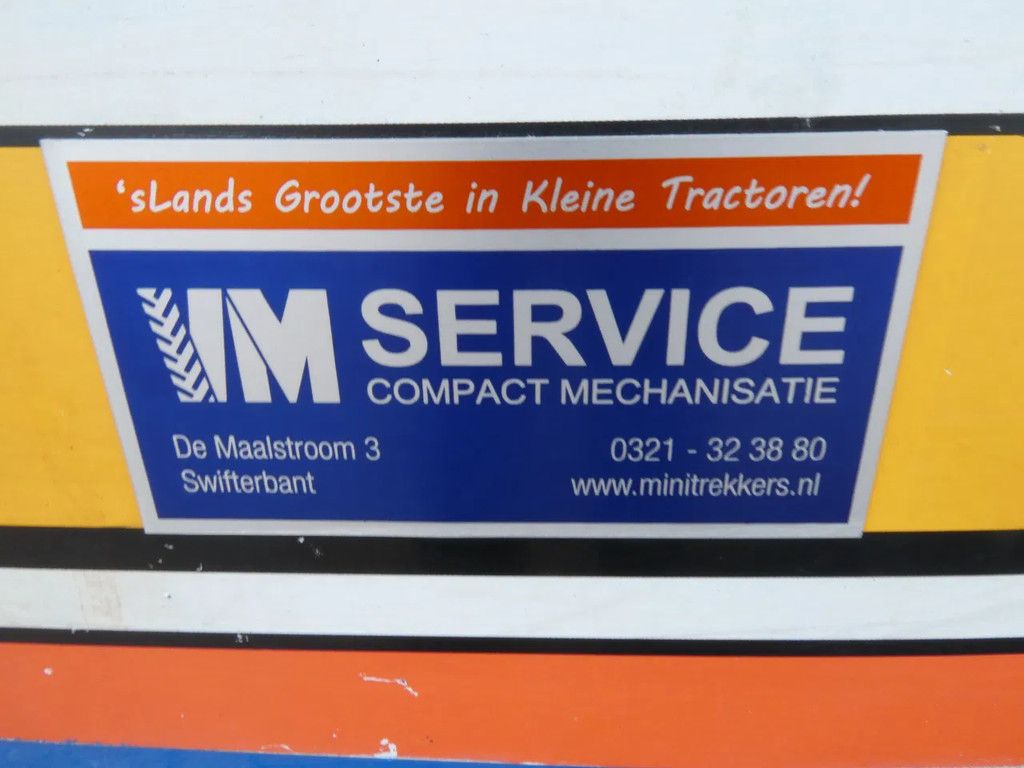 'sLands Grootste in Kleine Tractoren!
IM SERVICE
COMPACT MECHANISATIE
De Maalstroom 3
Swifterbant
0321 - 32 38 80
www.minitrekkers.nl